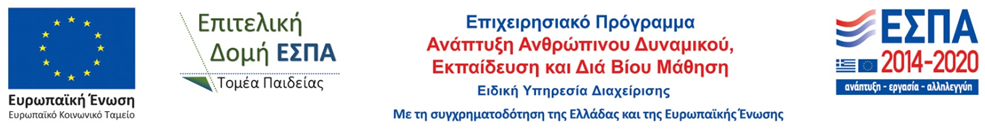 Ευρωπαϊκή Ένωση
Ευρωπαϊκό Κοινωνικό Ταμείο
Επιτελική
Δομή ΕΣΠΑ
Τομέα Παιδείας
Επιχειρησιακό Πρόγραμμα
Ανάπτυξη Ανθρώπινου Δυναμικού,
Εκπαίδευση και Διά Βίου Μάθηση
Ειδική Υπηρεσία Διαχείρισης
Με τη συγχρηματοδότηση της Ελλάδας και της Ευρωπαϊκής Ένωσης
ΕΣΠΑ
2014-2020
ανάπτυξη - εργασία - αλληλεγγύη